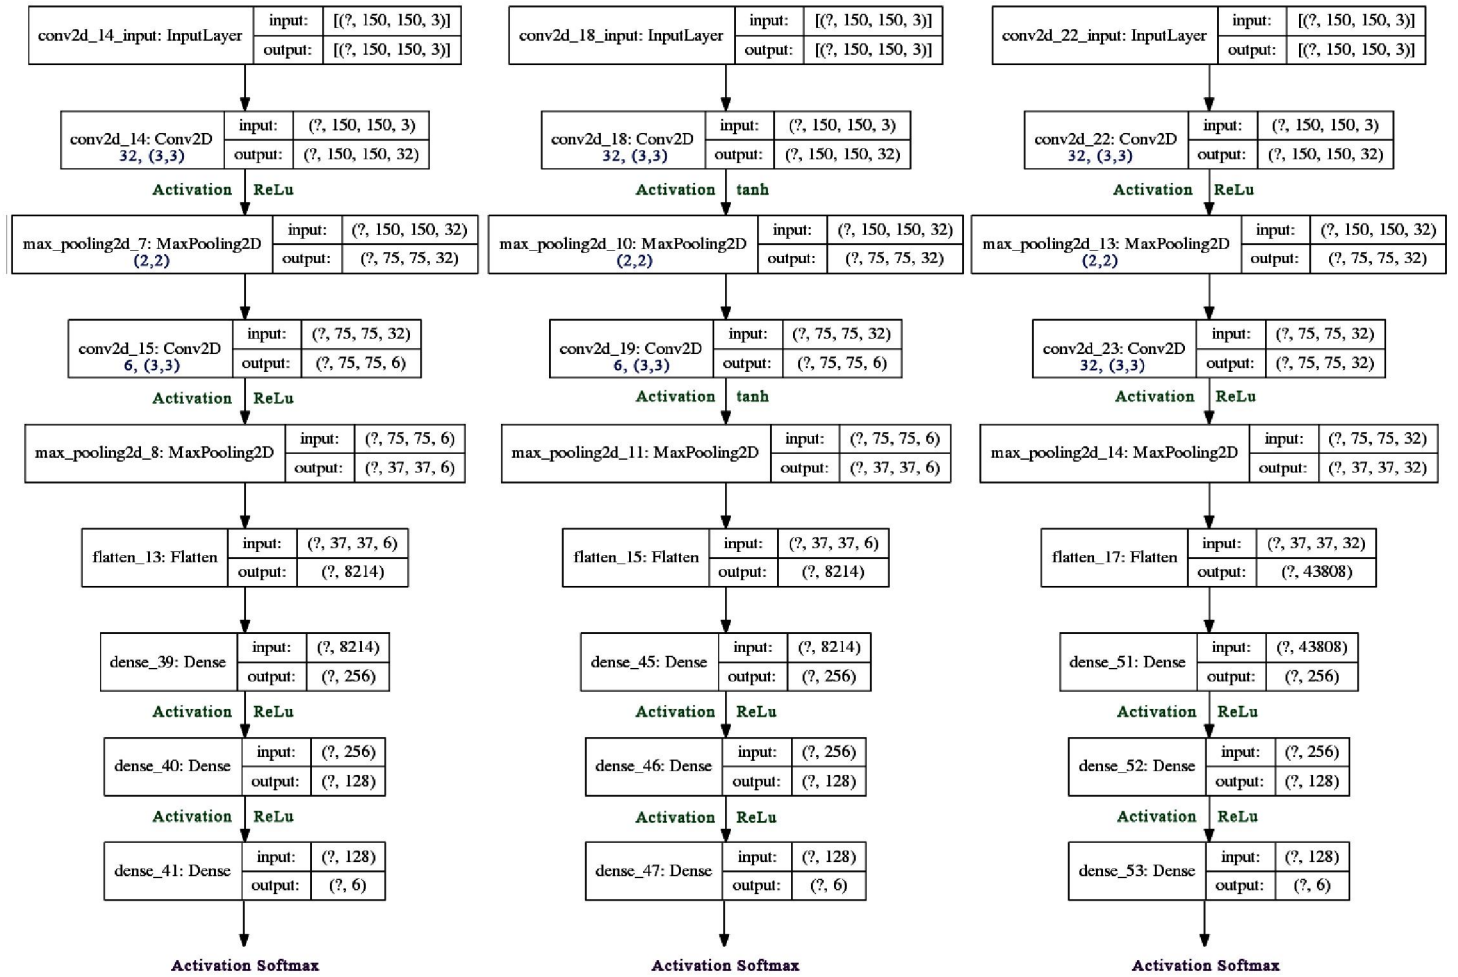 conv2d_14_input: InputLayer
input: [(?, 150, 150, 3)]
output: [(?, 150, 150, 3)]
conv2d_14: Conv2D
32, (3,3)
input: (?, 150, 150, 3)
output: (?, 150, 150, 32)
Activation ReLu
max_pooling2d_7: MaxPooling2D
(2,2)
input: (?, 150, 150, 32)
output: (?, 75, 75, 32)
conv2d_15: Conv2D
6, (3,3)
input: (?, 75, 75, 32)
output: (?, 75, 75, 6)
Activation ReLu
max_pooling2d_8: MaxPooling2D
input: (?, 75, 75, 6)
output: (?, 37, 37, 6)
flatten_13: Flatten
input: (?, 37, 37, 6)
output: (?, 8214)
dense_39: Dense
input: (?, 8214)
output: (?, 256)
Activation ReLu
dense_40: Dense
input: (?, 256)
output: (?, 128)
Activation ReLu
dense_41: Dense
input: (?, 128)
output: (?, 6)
Activation Softmax
conv2d_18_input: InputLayer
input: [(?, 150, 150, 3)]
output: [(?, 150, 150, 3)]
conv2d_18: Conv2D
32, (3,3)
input: (?, 150, 150, 3)
output: (?, 150, 150, 32)
Activation tanh
max_pooling2d_10: MaxPooling2D
(2,2)
input: (?, 150, 150, 32)
output: (?, 75, 75, 32)
conv2d_19: Conv2D
6, (3,3)
input: (?, 75, 75, 32)
output: (?, 75, 75, 6)
Activation tanh
max_pooling2d_11: MaxPooling2D
input: (?, 75, 75, 6)
output: (?, 37, 37, 6)
flatten_15: Flatten
input: (?, 37, 37, 6)
output: (?, 8214)
dense_45: Dense
input: (?, 8214)
output: (?, 256)
Activation ReLu
dense_46: Dense
input: (?, 256)
output: (?, 128)
Activation ReLu
dense_47: Dense
input: (?, 128)
output: (?, 6)
Activation Softmax
conv2d_22_input: InputLayer
input: [(?, 150, 150, 3)]
output: [(?, 150, 150, 3)]
conv2d_22: Conv2D
32, (3,3)
input: (?, 150, 150, 3)
output: (?, 150, 150, 32)
Activation ReLu
max_pooling2d_13: MaxPooling2D
(2,2)
input: (?, 150, 150, 32)
output: (?, 75, 75, 32)
conv2d_23: Conv2D
32, (3,3)
input: (?, 75, 75, 32)
output: (?, 75, 75, 32)
Activation ReLu
max_pooling2d_14: MaxPooling2D
input: (?, 75, 75, 32)
output: (?, 37, 37, 32)
flatten_17: Flatten
input: (?, 37, 37, 32)
output: (?, 43808)
dense_51: Dense
input: (?, 43808)
output: (?, 256)
Activation ReLu
dense_52: Dense
input: (?, 256)
output: (?, 128)
Activation ReLu
dense_53: Dense
input: (?, 128)
output: (?, 6)
Activation Softmax